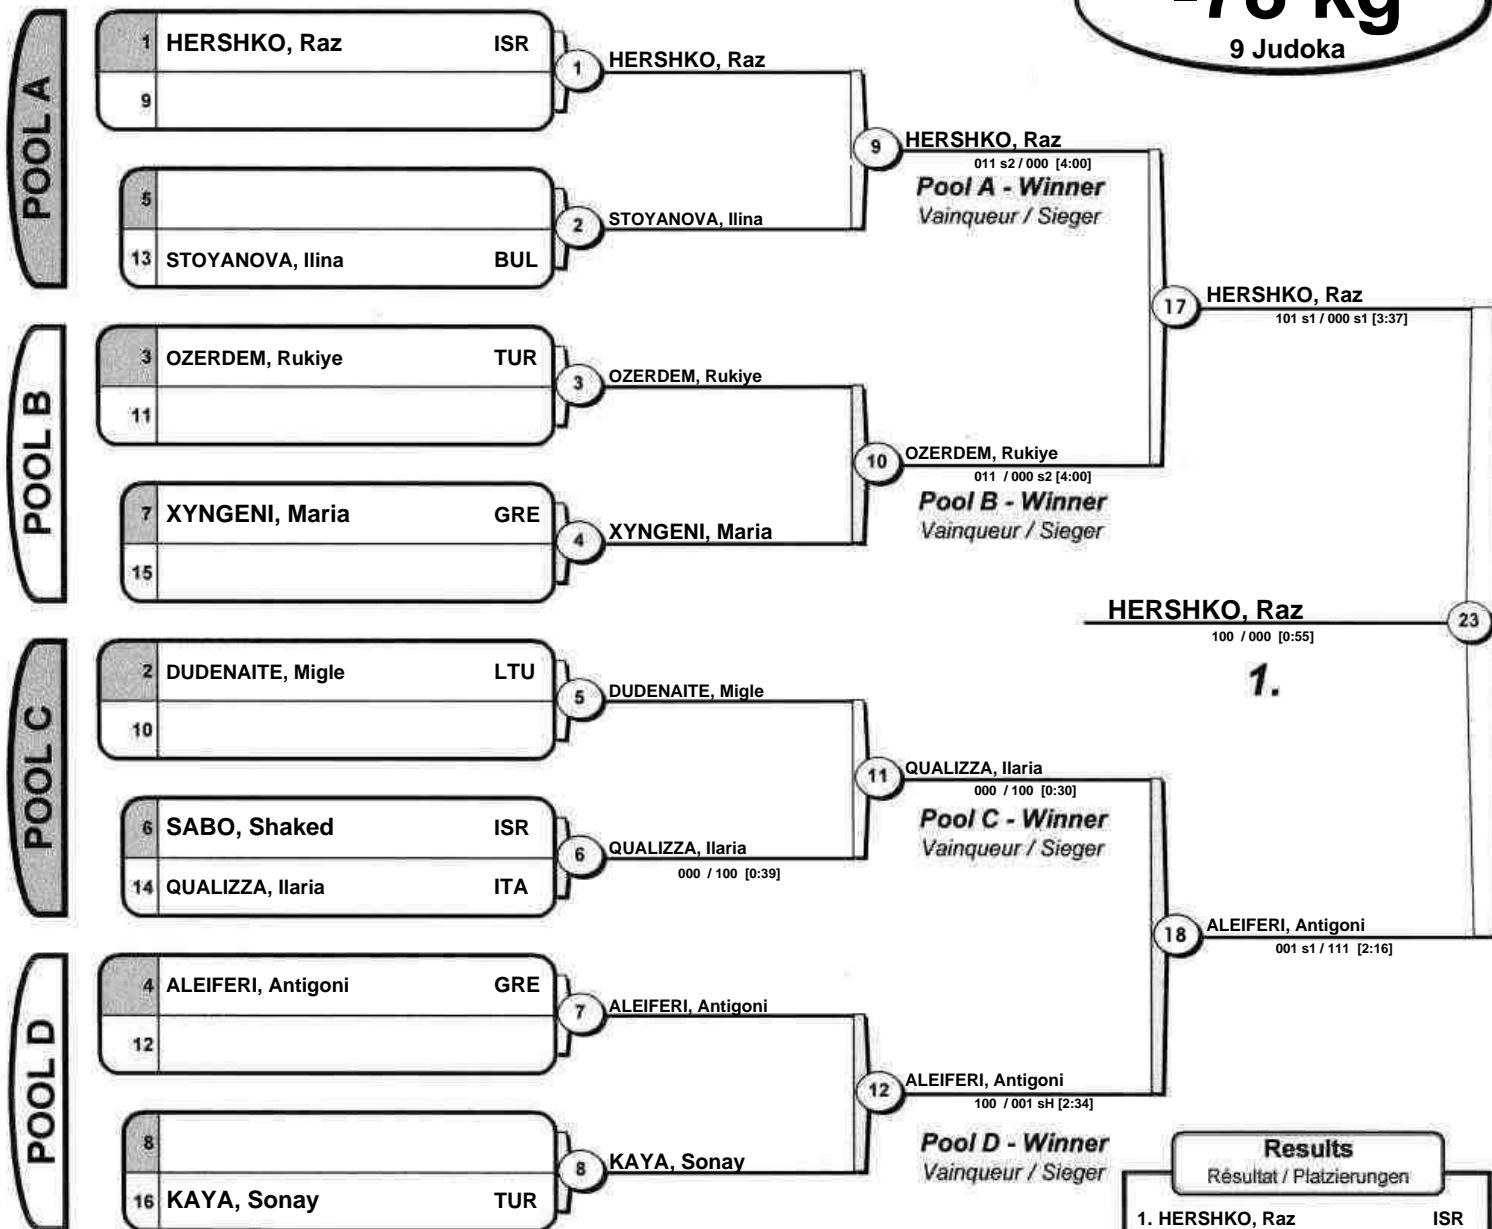 -78 kg
9 Judoka
POOL A
1 HERSHKO, Raz ISR
9
1
HERSHKO, Raz
5
13 STOYANOVA, Ilina BUL
2
STOYANOVA, Ilina
9
HERSHKO, Raz
011 s2 / 000 [4:00]
Pool A - Winner
Vainqueur / Sieger
POOL B
3 OZERDEM, Rukiye TUR
11
3
OZERDEM, Rukiye
7 XYNGENI, Maria GRE
15
4
XYNGENI, Maria
10
OZERDEM, Rukiye
011 / 000 s2 [4:00]
Pool B - Winner
Vainqueur / Sieger
17
HERSHKO, Raz
101 s1 / 000 s1 [3:37]
HERSHKO, Raz
100 / 000 [0:55]
1.
23
POOL C
2 DUDENAITE, Migle LTU
10
5
DUDENAITE, Migle
6 SABO, Shaked ISR
14 QUALIZZA, Ilaria ITA
6
QUALIZZA, Ilaria
000 / 100 [0:39]
11
QUALIZZA, Ilaria
000 / 100 [0:30]
Pool C - Winner
Vainqueur / Sieger
POOL D
4 ALEIFERI, Antigoni GRE
12
7
ALEIFERI, Antigoni
8
16 KAYA, Sonay TUR
8
KAYA, Sonay
12
ALEIFERI, Antigoni
100 / 001 sH [2:34]
Pool D - Winner
Vainqueur / Sieger
18
ALEIFERI, Antigoni
001 s1 / 111 [2:16]
Results
Résultat / Platzierungen
1. HERSHKO, Raz ISR